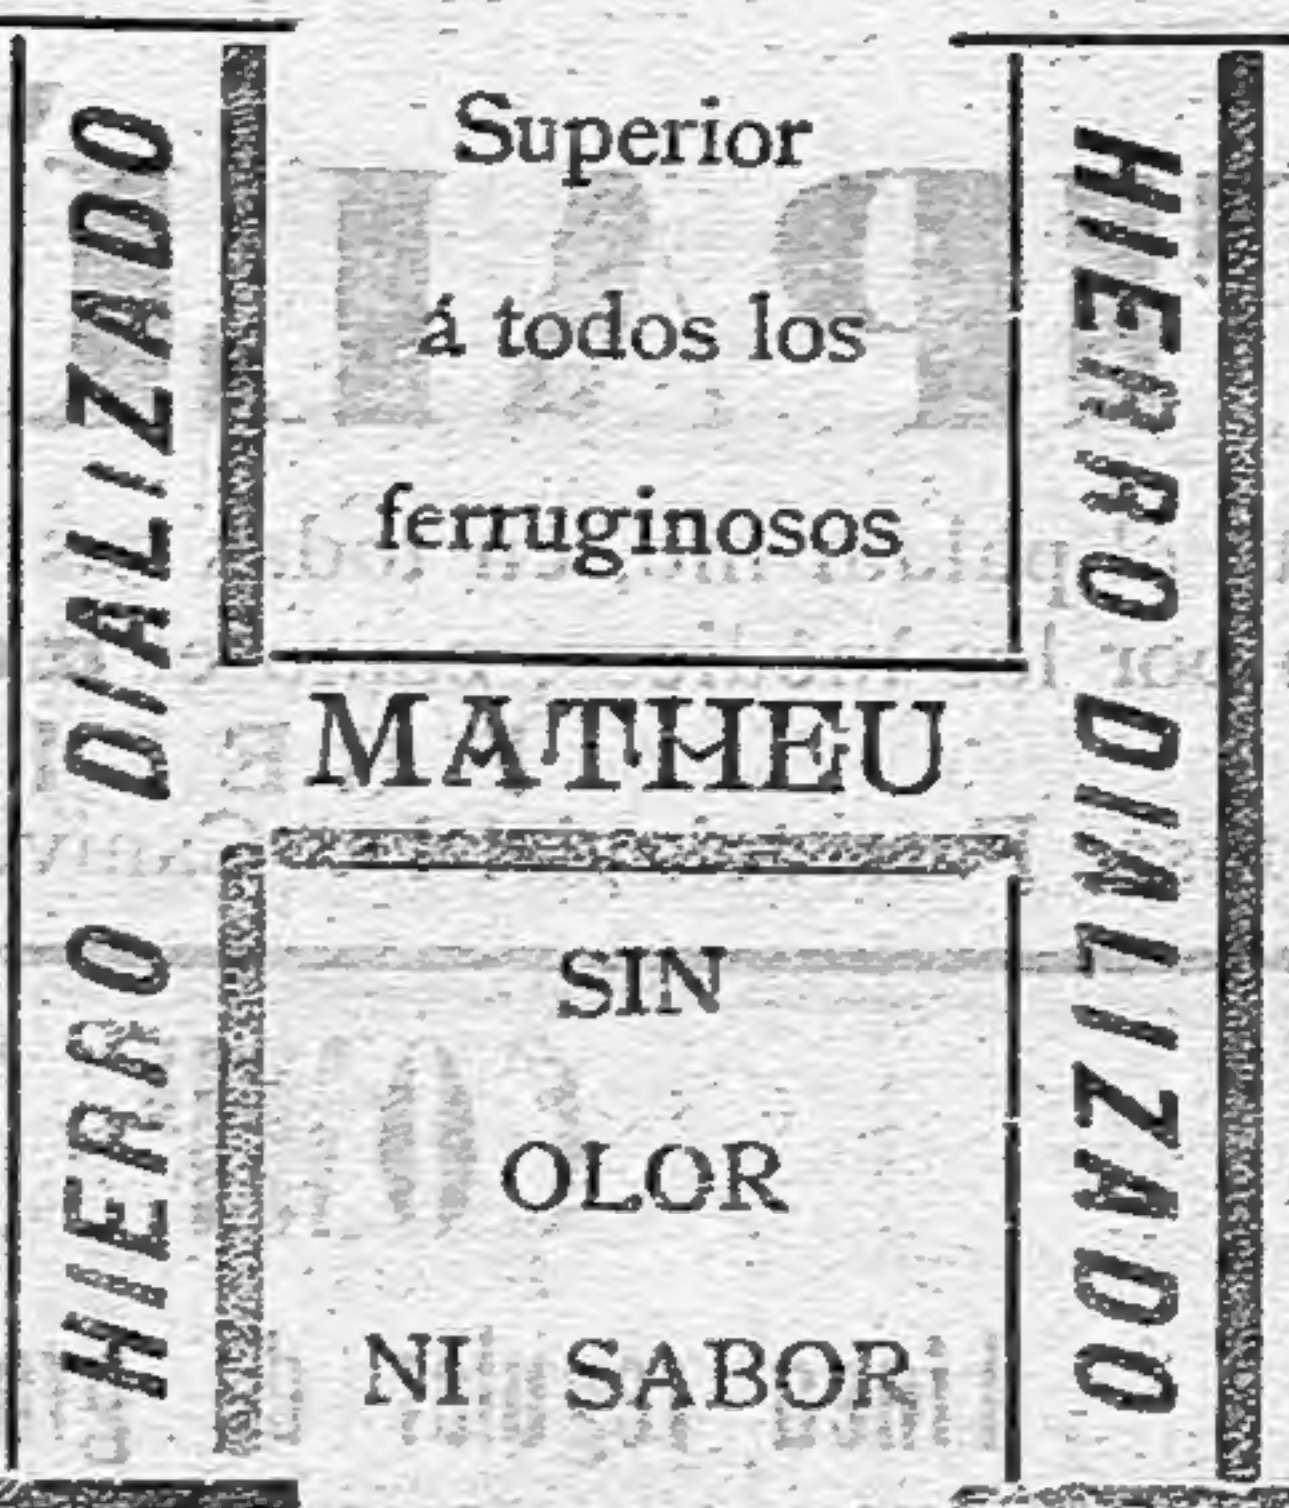 HIERRO DIALIZADO
Superior
á todos los
ferruginosos
MATHEU
SIN
OLOR
NI SABOR
HIERRO DIALIZADO